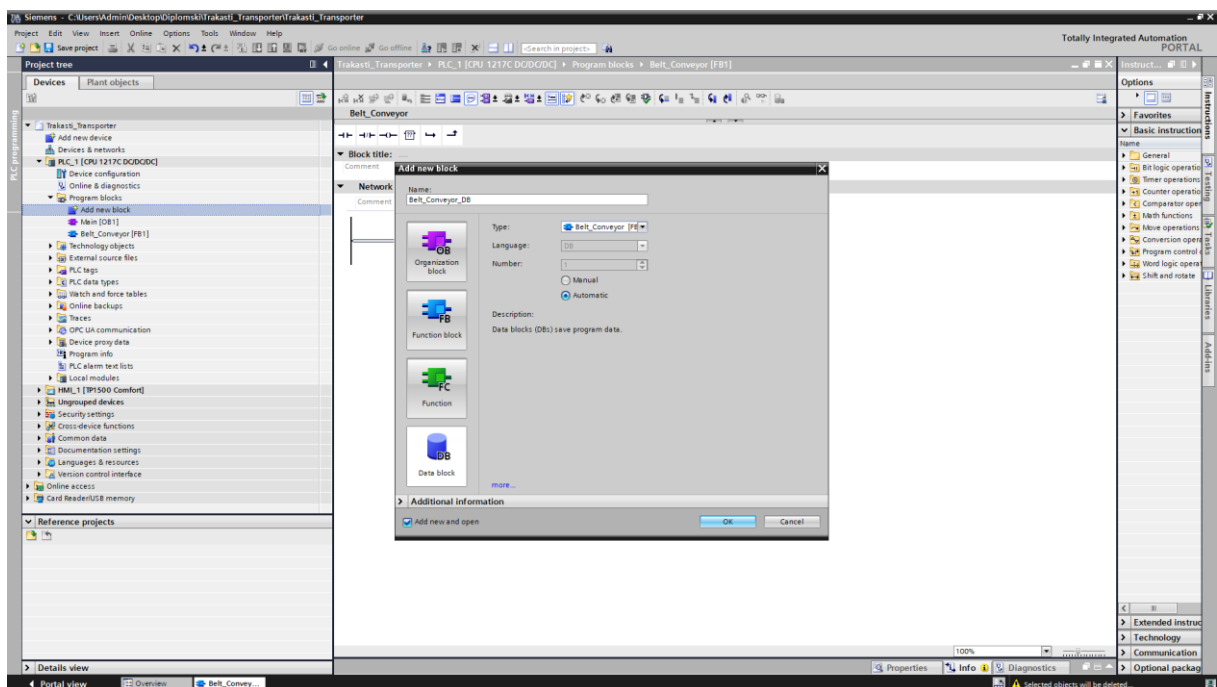 Siemens - C:\Users\Admin\Desktop\Diplomski\Trakasti_Transporter\Trakasti_Transporter
Project Edit View Insert Online Options Tools Window Help
Save project Go online Go offline <Search in project>
Totally Integrated Automation
PORTAL
Project tree
Devices Plant objects
Trakasti_Transporter
Add new device
Devices & networks
PLC_1 [CPU 1217C DC/DC/DC]
Device configuration
Online & diagnostics
Program blocks
Add new block
Main [OB1]
Belt_Conveyor [FB1]
Technology objects
External source files
PLC tags
PLC data types
Watch and force tables
Online backups
Traces
OPC UA communication
Device proxy data
Program info
PLC alarm text lists
Local modules
HMI_1 [TP1500 Comfort]
Ungrouped devices
Security settings
Cross-device functions
Common data
Documentation settings
Languages & resources
Version control interface
Online access
Card Reader/USB memory
Reference projects
Details view
PLC programming
Trakasti_Transporter PLC_1 [CPU 1217C DC/DC/DC] Program blocks Belt_Conveyor [FB1]
Belt_Conveyor
Block title: ...
Comment
Network
Comment
Add new block
Name:
Belt_Conveyor_DB
Organization block
OB
Function block
FB
Function
FC
Data block
DB
Type: Belt_Conveyor [FB
Language: DB
Number: 1
Manual
Automatic
Description:
Data blocks (DBs) save program data.
more...
Additional information
Add new and open
OK Cancel
100%
Properties Info Diagnostics
Instruct...
Options
Favorites
Basic instruction
Name
General
Bit logic operatio
Timer operations
Counter operatio
Comparator oper
Math functions
Move operations
Conversion opera
Program control
Word logic operat
Shift and rotate
Extended instruc
Technology
Communication
Optional packag
Instructions
Testing
Tasks
Libraries
Add-ins
Portal view Overview Belt_Convey...
Selected objects will be deleted.